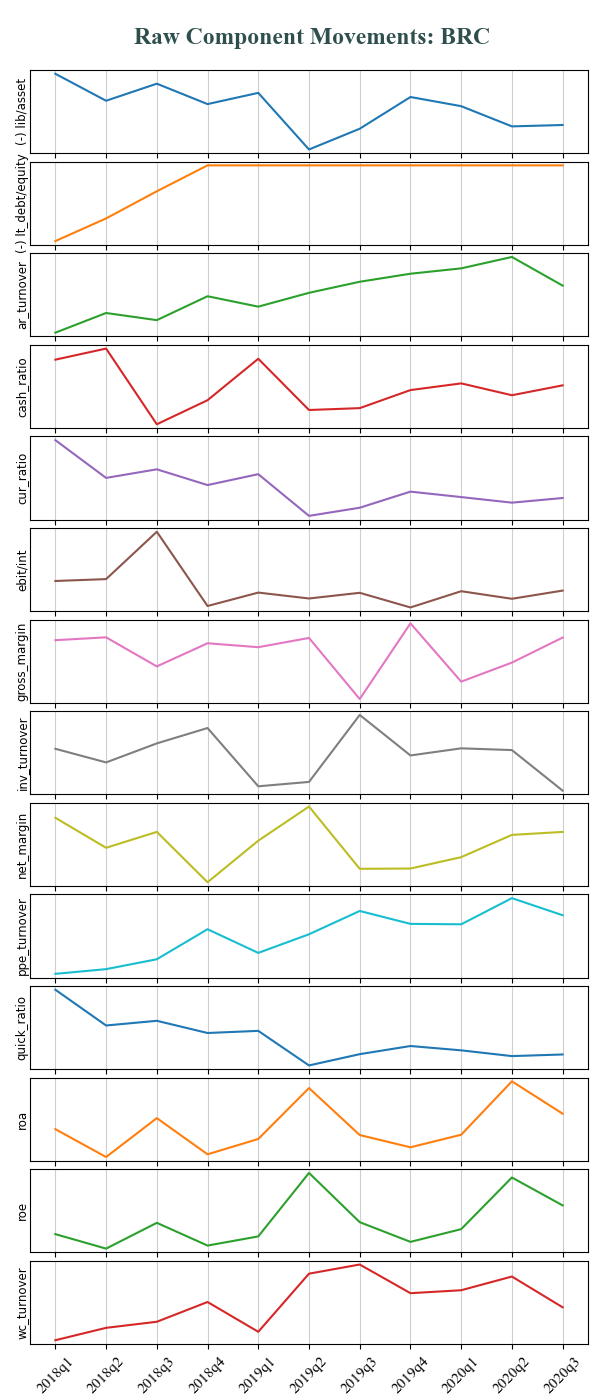 Raw Component Movements: BRC
(-) lib/asset
(-) lt_debt/equity
ar_turnover
cash_ratio
cur_ratio
ebit/int
gross_margin
inv_turnover
net_margin
ppe_turnover
quick_ratio
roa
roe
wc_turnover
2018q1 2018q2 2018q3 2018q4 2019q1 2019q2 2019q3 2019q4 2020q1 2020q2 2020q3